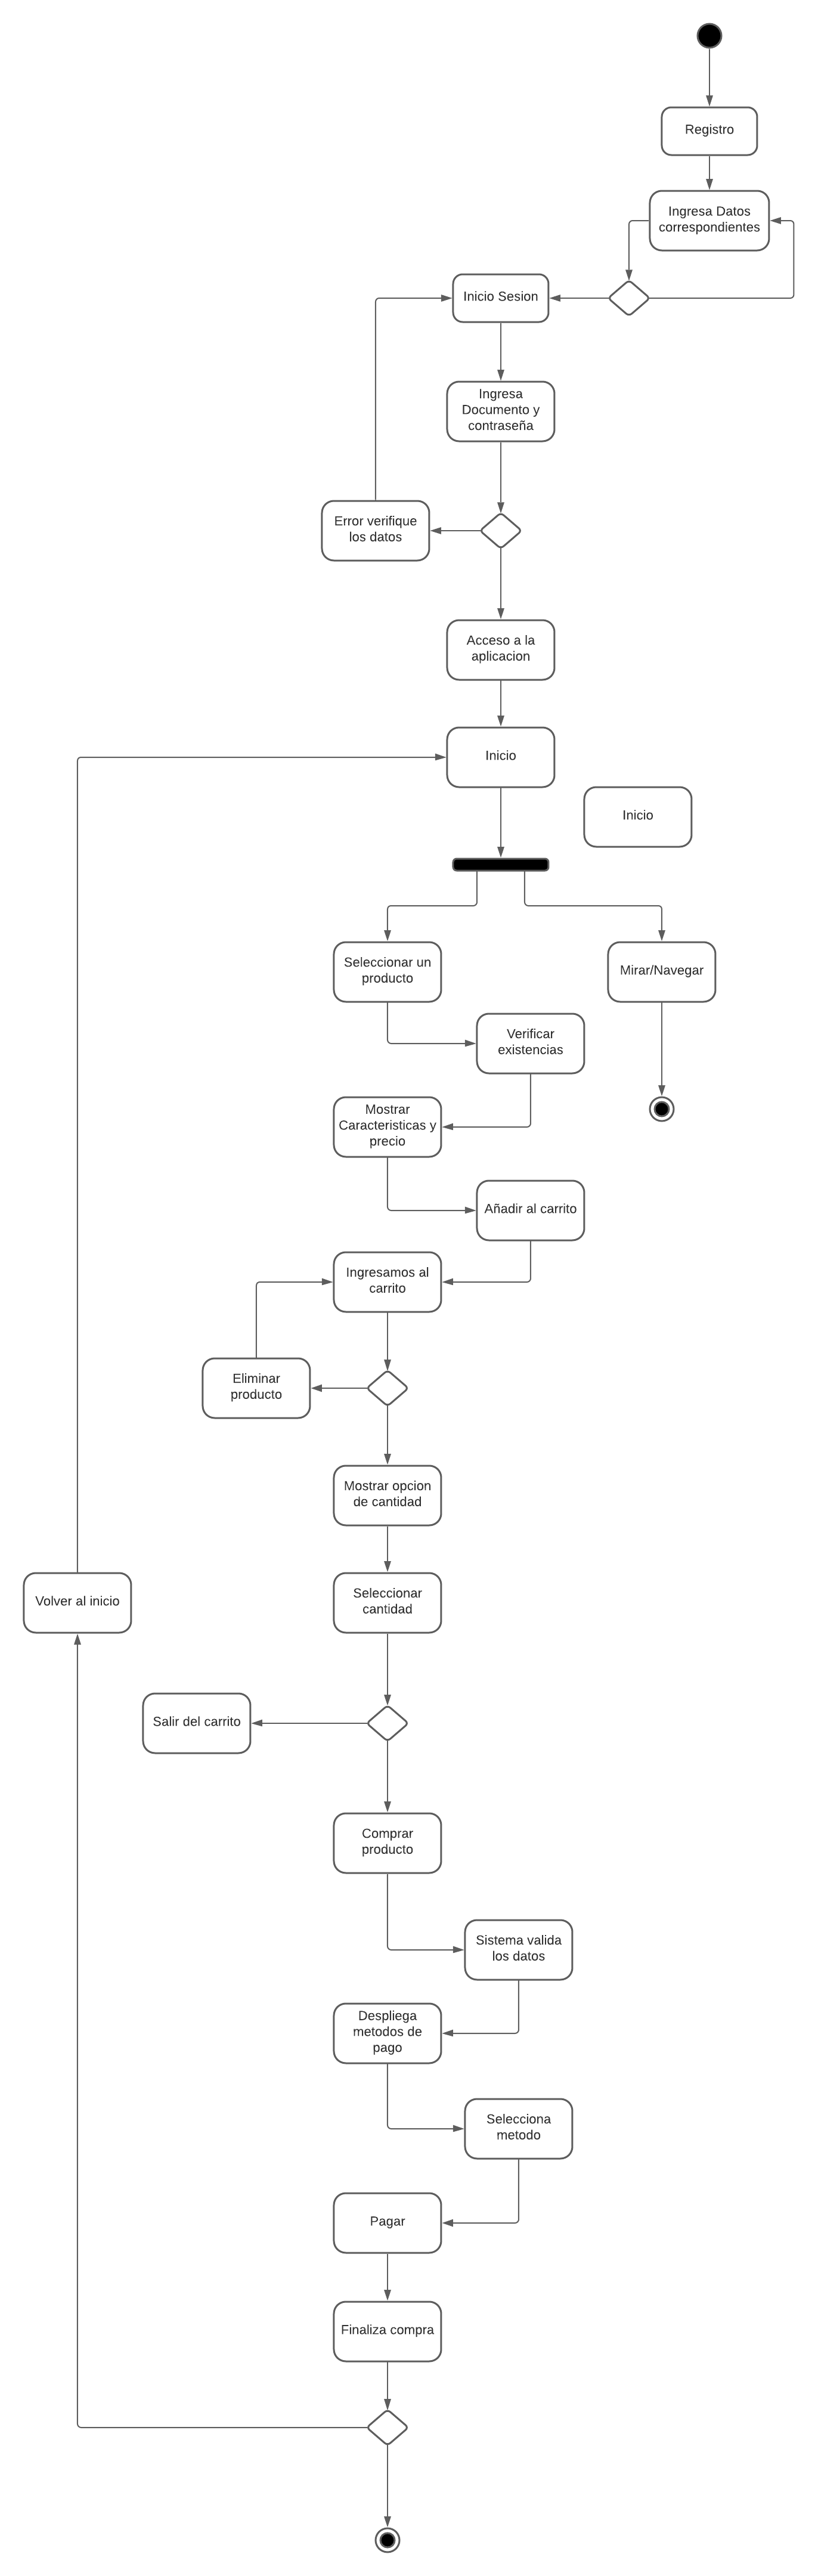 Registro
Ingresa Datos
correspondientes
Inicio Sesion
Ingresa
Documento y
contraseña
Error verifique
los datos
Acceso a la
aplicacion
Inicio
Inicio
Seleccionar un
producto
Mirar/Navegar
Verificar
existencias
Mostrar
Caracteristicas y
precio
Añadir al carrito
Ingresamos al
carrito
Eliminar
producto
Mostrar opcion
de cantidad
Seleccionar
cantidad
Volver al inicio
Salir del carrito
Comprar
producto
Sistema valida
los datos
Despliega
metodos de
pago
Selecciona
metodo
Pagar
Finaliza compra